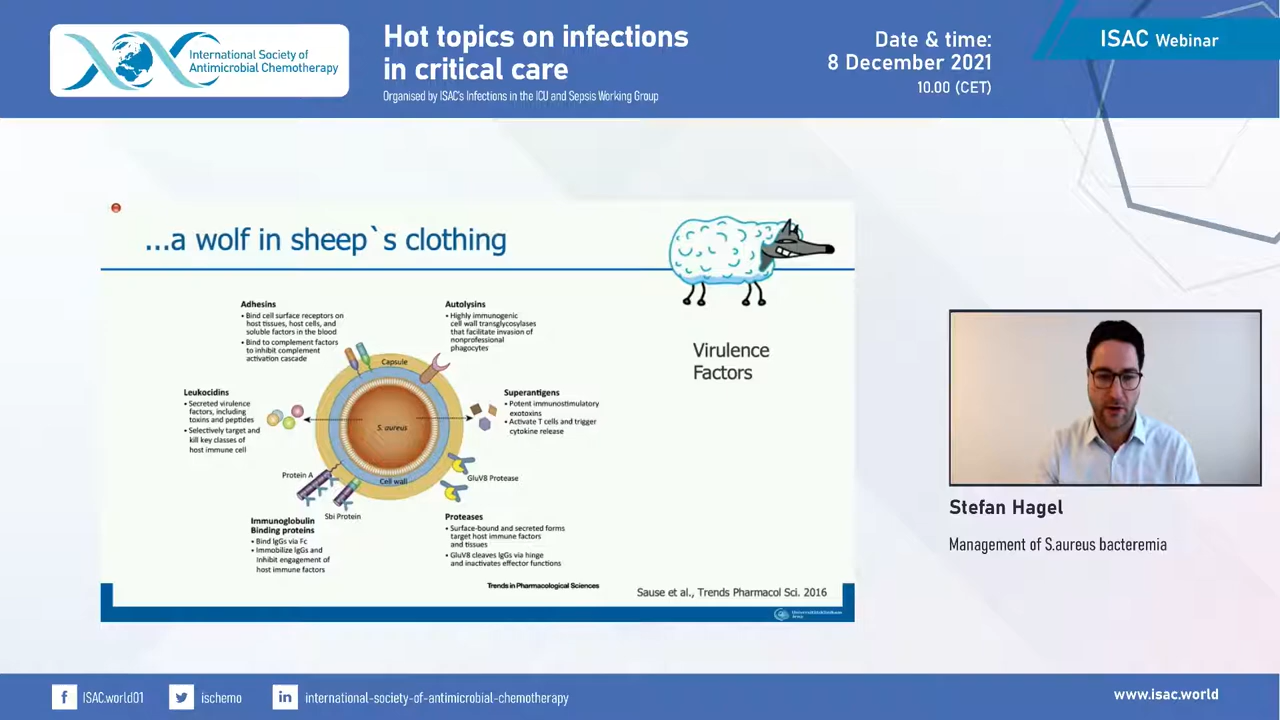 International Society of
Antimicrobial Chemotherapy
Hot topics on infections
in critical care
Organised by ISAC's Infections in the ICU and Sepsis Working Group
Date & time:
8 December 2021
10.00 (CET)
ISAC Webinar
...a wolf in sheep`s clothing
Virulence
Factors
Adhesins
• Bind cell surface receptors on
host tissues, host cells, and
soluble factors in the blood
• Bind to complement factors
to inhibit complement
activation cascade
Autolysins
• Highly immunogenic
cell wall transglycosylases
that facilitate invasion of
nonprofessional
phagocytes
Capsule
Leukocidins
• Secreted virulence
factors, including
toxins and peptides
• Selectively target and
kill key classes of
host immune cell
S. aureus
Superantigens
• Potent immunostimulatory
exotoxins
• Activate T cells and trigger
cytokine release
Protein A
Cell wall
GluV8 Protease
Sbi Protein
Immunoglobulin
Binding proteins
• Bind IgGs via Fc
• Immobilize IgGs and
Inhibit engagement of
host immune factors
Proteases
• Surface-bound and secreted forms
target host immune factors
and tissues
• GluV8 cleaves IgGs via hinge
and inactivates effector functions
Trends in Pharmacological Sciences
Sause et al., Trends Pharmacol Sci. 2016
Stefan Hagel
Management of S.aureus bacteremia
ISAC.world01
ischemo
international-society-of-antimicrobial-chemotherapy
www.isac.world